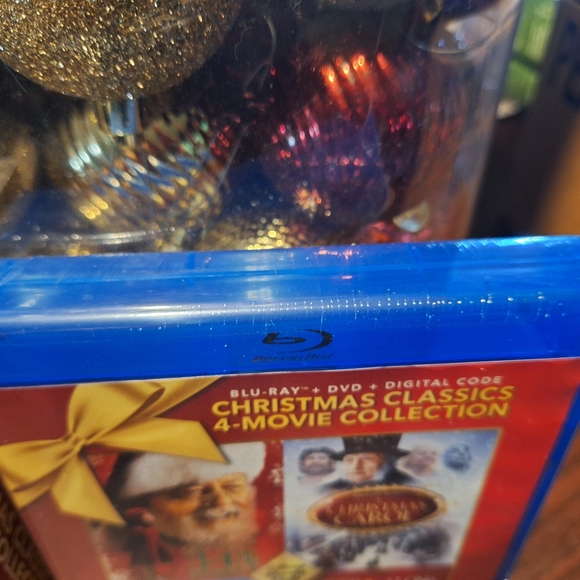 Blu-ray Disc
BLU-RAY™ + DVD + DIGITAL CODE
CHRISTMAS CLASSICS
4-MOVIE COLLECTION
CHRISTMAS
CAROL